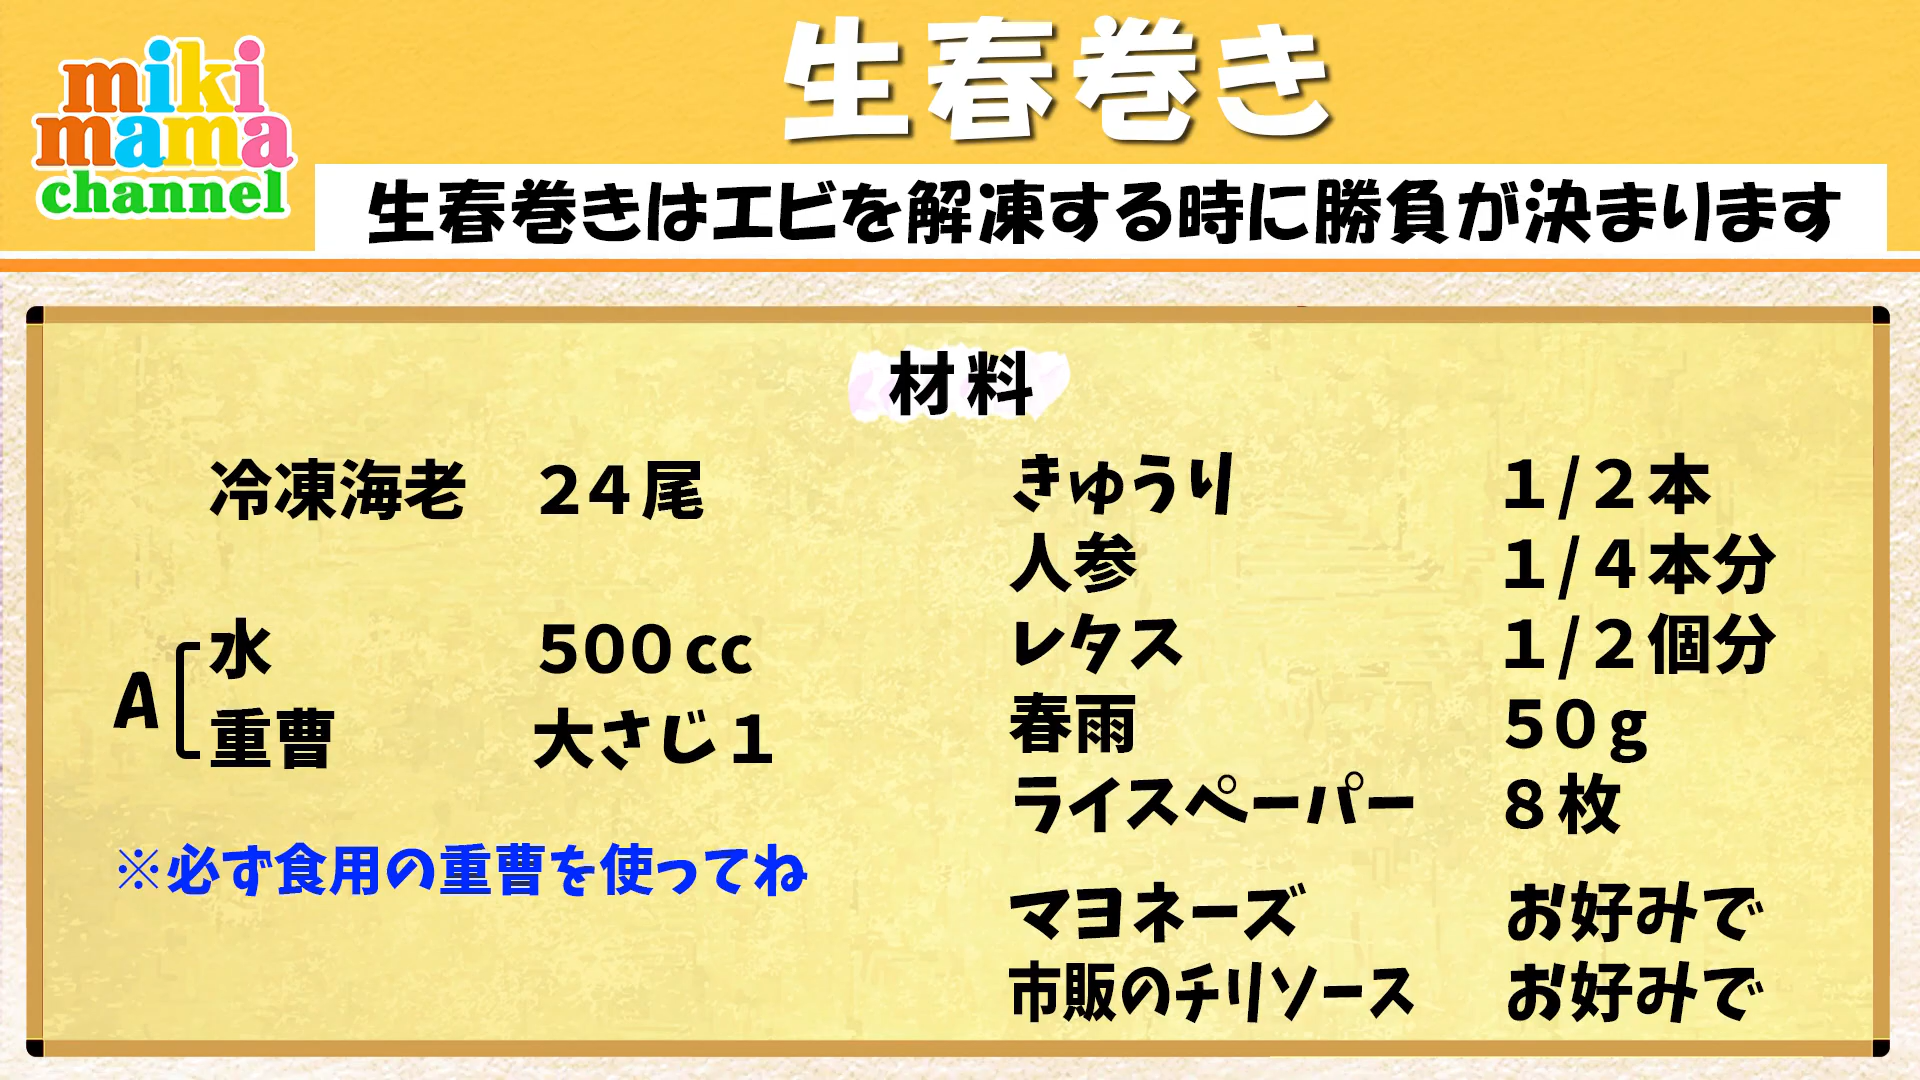 miki
mama
channel
生春巻き
生春巻きはエビを解凍する時に勝負が決まります
材料
冷凍海老 24尾
A
水 500cc
重曹 大さじ1
※必ず食用の重曹を使ってね
きゅうり 1/2本
人参 1/4本分
レタス 1/2個分
春雨 50g
ライスペーパー 8枚
マヨネーズ お好みで
市販のチリソース お好みで